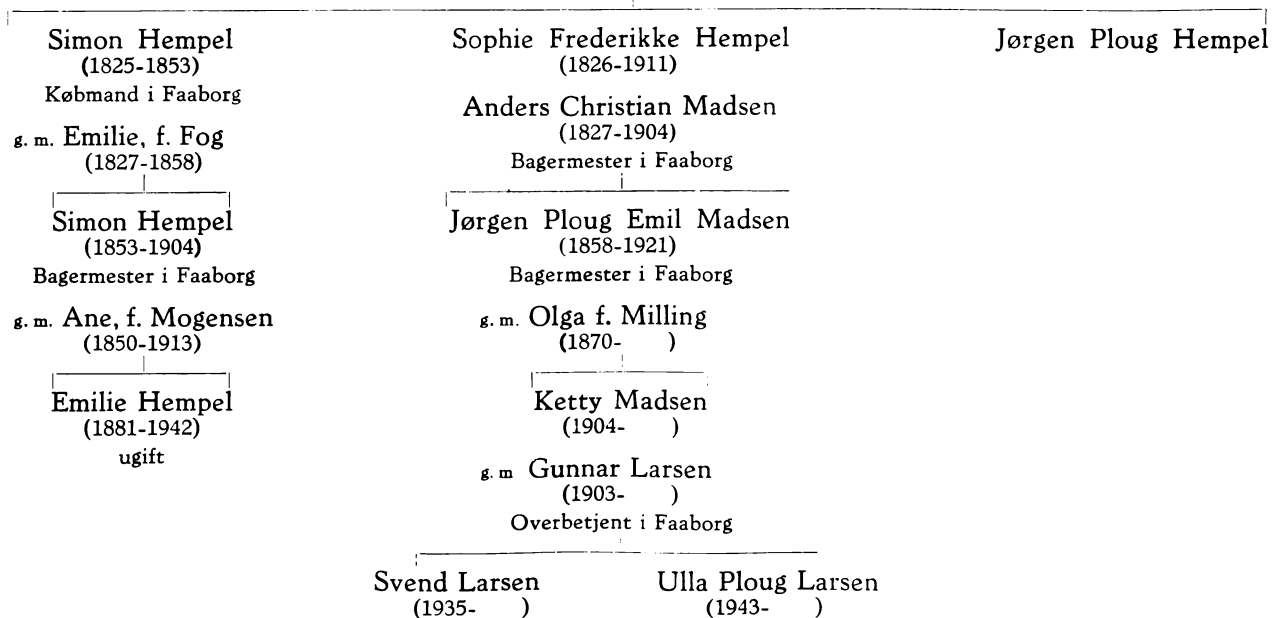 Simon Hempel
(1825-1853)
Købmand i Faaborg
g. m. Emilie, f. Fog
(1827-1858)
Simon Hempel
(1853-1904)
Bagermester i Faaborg
g. m. Ane, f. Mogensen
(1850-1913)
Emilie Hempel
(1881-1942)
ugift
Sophie Frederikke Hempel
(1826-1911)
Anders Christian Madsen
(1827-1904)
Bagermester i Faaborg
Jørgen Ploug Emil Madsen
(1858-1921)
Bagermester i Faaborg
g. m. Olga f. Milling
(1870- )
Ketty Madsen
(1904- )
g. m Gunnar Larsen
(1903- )
Overbetjent i Faaborg
Svend Larsen
(1935- )
Ulla Ploug Larsen
(1943- )
Jørgen Ploug Hempel